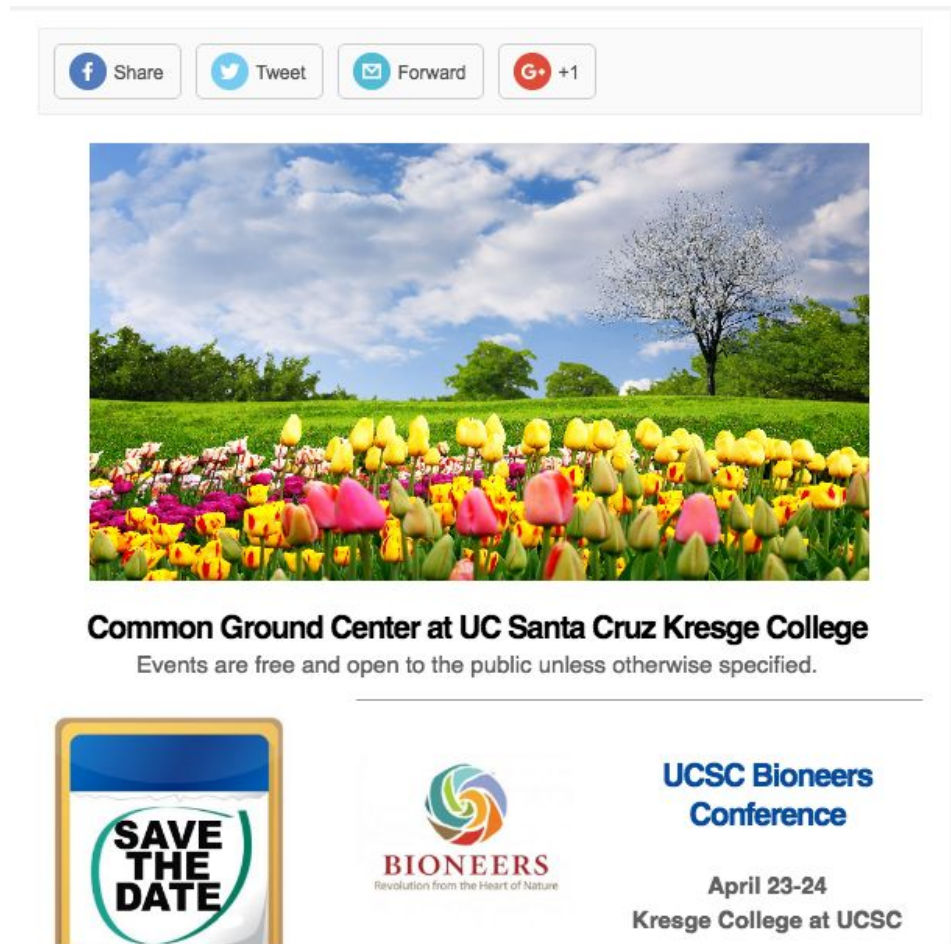 Share
Tweet
Forward
G+ +1
Common Ground Center at UC Santa Cruz Kresge College
Events are free and open to the public unless otherwise specified.
SAVE
THE
DATE
BIONEERS
Revolution from the Heart of Nature
UCSC Bioneers
Conference
April 23-24
Kresge College at UCSC